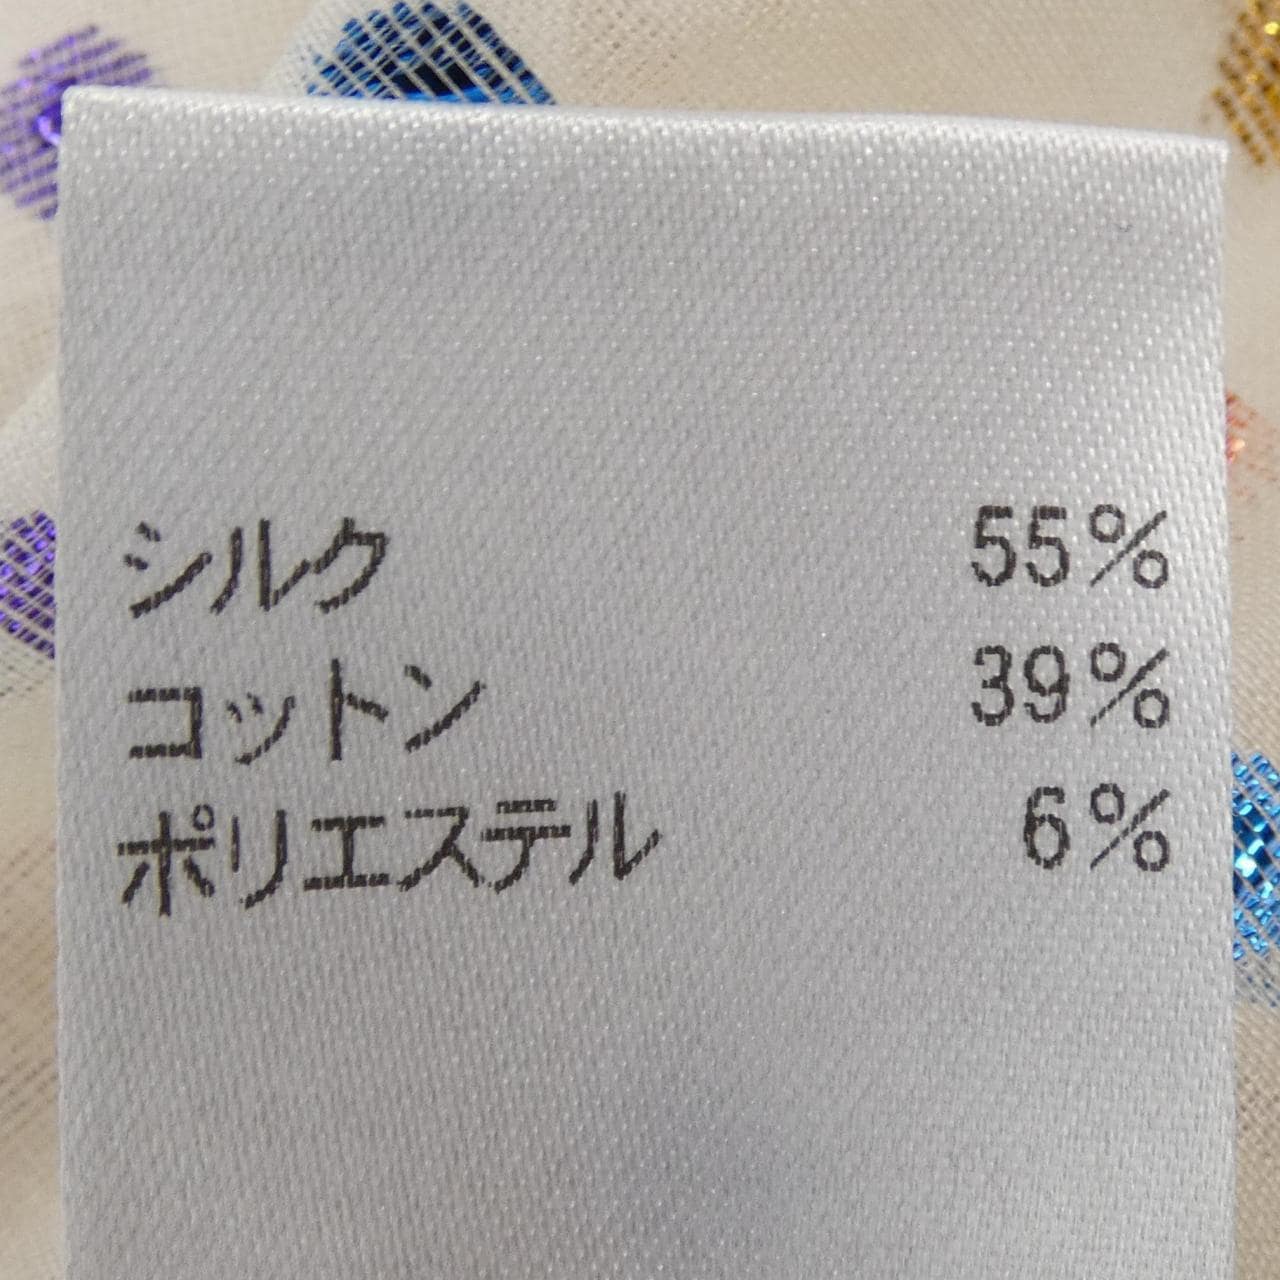 シルク 55%
コットン 39%
ポリエステル 6%